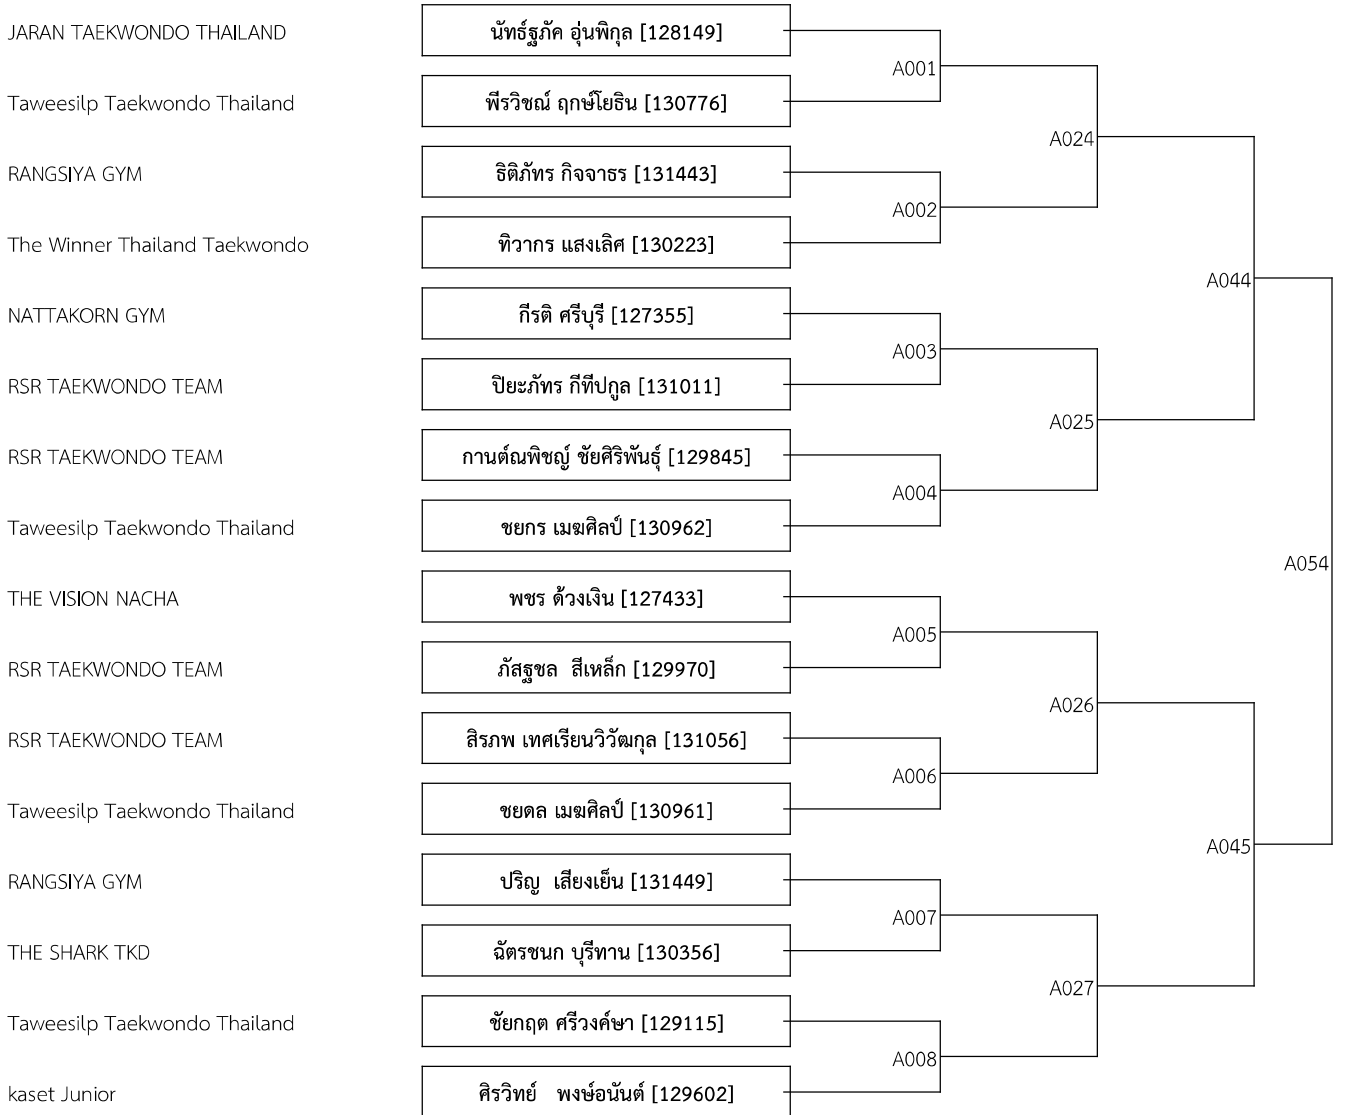 JARAN TAEKWONDO THAILAND นัทธ์ฐภัค อุ่นพิกุล [128149]
A001
Taweesilp Taekwondo Thailand พีรวิชณ์ ฤกษ์โยธิน [130776]
A024
RANGSIYA GYM ธิติภัทร กิจจาธร [131443]
A002
The Winner Thailand Taekwondo ทิวากร แสงเลิศ [130223]
A044
NATTAKORN GYM กีรติ ศรีบุรี [127355]
A003
RSR TAEKWONDO TEAM ปิยะภัทร กีทีปกูล [131011]
A025
RSR TAEKWONDO TEAM กานต์ณพิชญ์ ชัยศิริพันธุ์ [129845]
A004
Taweesilp Taekwondo Thailand ชยกร เมฆศิลป์ [130962]
A054
THE VISION NACHA พชร ด้วงเงิน [127433]
A005
RSR TAEKWONDO TEAM ภัสฐชล สีเหล็ก [129970]
A026
RSR TAEKWONDO TEAM สิรภพ เทศเรียนวิวัฒกุล [131056]
A006
Taweesilp Taekwondo Thailand ชยดล เมฆศิลป์ [130961]
A045
RANGSIYA GYM ปริญ เสียงเย็น [131449]
A007
THE SHARK TKD ฉัตรชนก บุรีทาน [130356]
A027
Taweesilp Taekwondo Thailand ชัยกฤต ศรีวงค์ษา [129115]
A008
kaset Junior ศิรวิทย์ พงษ์อนันต์ [129602]